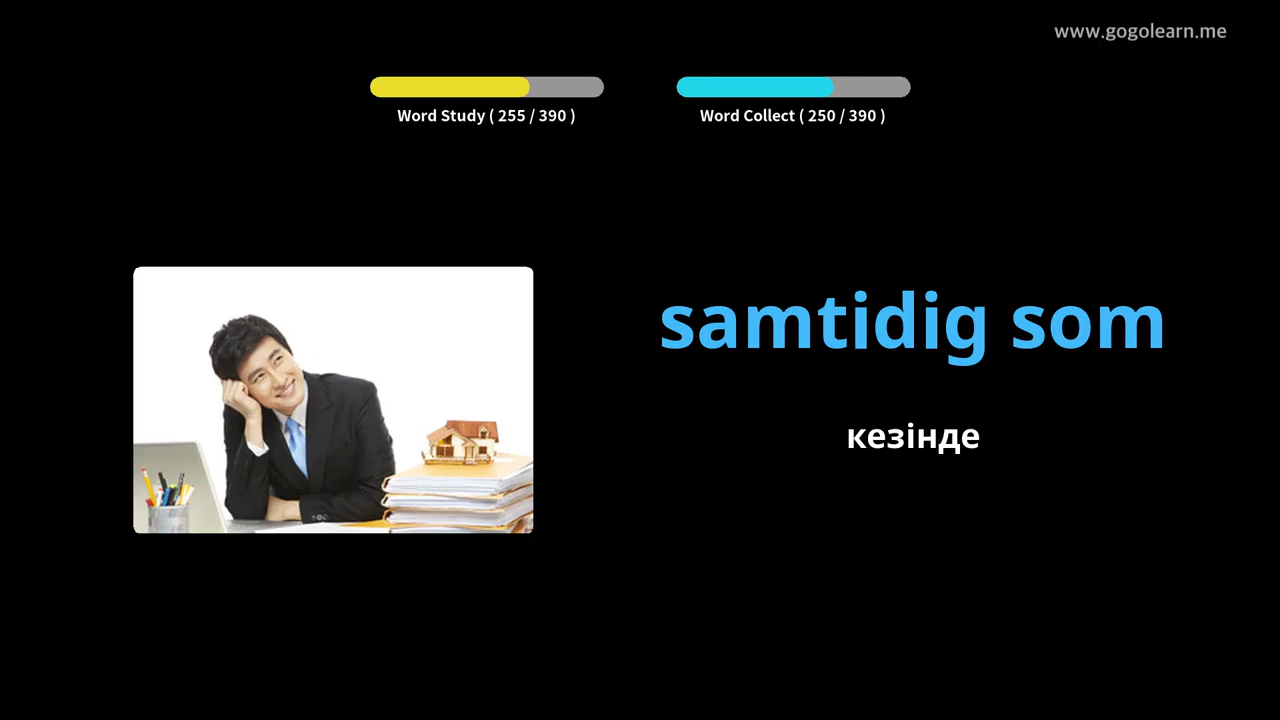 www.gogolearn.me
Word Study ( 255 / 390 )
Word Collect ( 250 / 390 )
samtidig som
кезінде